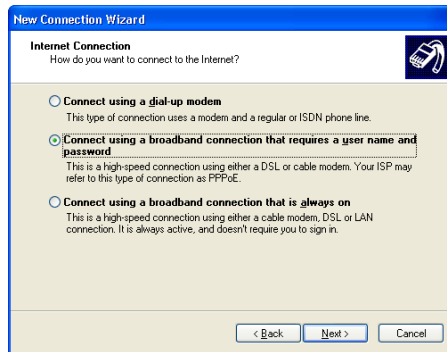 New Connection Wizard
Internet Connection
How do you want to connect to the Internet?
Connect using a dial-up modem
This type of connection uses a modem and a regular or ISDN phone line.
Connect using a broadband connection that requires a user name and
password
This is a high-speed connection using either a DSL or cable modem. Your ISP may
refer to this type of connection as PPPoE.
Connect using a broadband connection that is always on
This is a high-speed connection using either a cable modem, DSL or LAN
connection. It is always active, and doesn't require you to sign in.
< Back Next > Cancel